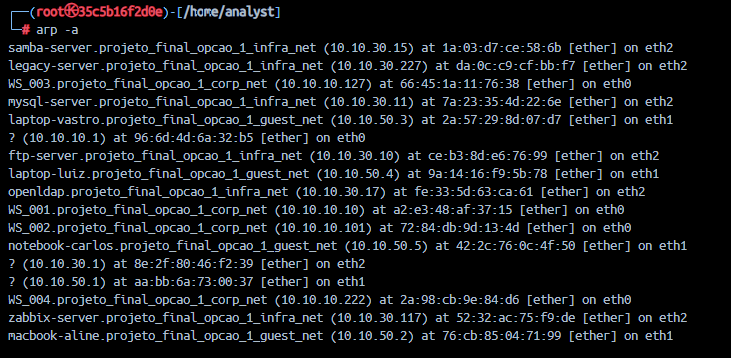 ┌──(root㉿35c5b16f2d0e)-[/home/analyst]
└─# arp -a
samba-server.projeto_final_opcao_1_infra_net (10.10.30.15) at 1a:03:d7:ce:58:6b [ether] on eth2
legacy-server.projeto_final_opcao_1_infra_net (10.10.30.227) at da:0c:c9:cf:bb:f7 [ether] on eth2
WS_003.projeto_final_opcao_1_corp_net (10.10.10.127) at 66:45:1a:11:76:38 [ether] on eth0
mysql-server.projeto_final_opcao_1_infra_net (10.10.30.11) at 7a:23:35:4d:22:6e [ether] on eth2
laptop-vastro.projeto_final_opcao_1_guest_net (10.10.50.3) at 2a:57:29:8d:07:d7 [ether] on eth1
? (10.10.10.1) at 96:6d:4d:6a:32:b5 [ether] on eth0
ftp-server.projeto_final_opcao_1_infra_net (10.10.30.10) at ce:b3:8d:e6:76:99 [ether] on eth2
laptop-luiz.projeto_final_opcao_1_guest_net (10.10.50.4) at 9a:14:16:f9:5b:78 [ether] on eth1
openldap.projeto_final_opcao_1_infra_net (10.10.30.17) at fe:33:5d:63:ca:61 [ether] on eth2
WS_001.projeto_final_opcao_1_corp_net (10.10.10.10) at a2:e3:48:af:37:15 [ether] on eth0
WS_002.projeto_final_opcao_1_corp_net (10.10.10.101) at 72:84:db:9d:13:4d [ether] on eth0
notebook-carlos.projeto_final_opcao_1_guest_net (10.10.50.5) at 42:2c:76:0c:4f:50 [ether] on eth1
? (10.10.30.1) at 8e:2f:80:46:f2:39 [ether] on eth2
? (10.10.50.1) at aa:bb:6a:73:00:37 [ether] on eth1
WS_004.projeto_final_opcao_1_corp_net (10.10.10.222) at 2a:98:cb:9e:84:d6 [ether] on eth0
zabbix-server.projeto_final_opcao_1_infra_net (10.10.30.117) at 52:32:ac:75:f9:de [ether] on eth2
macbook-aline.projeto_final_opcao_1_guest_net (10.10.50.2) at 76:cb:85:04:71:99 [ether] on eth1